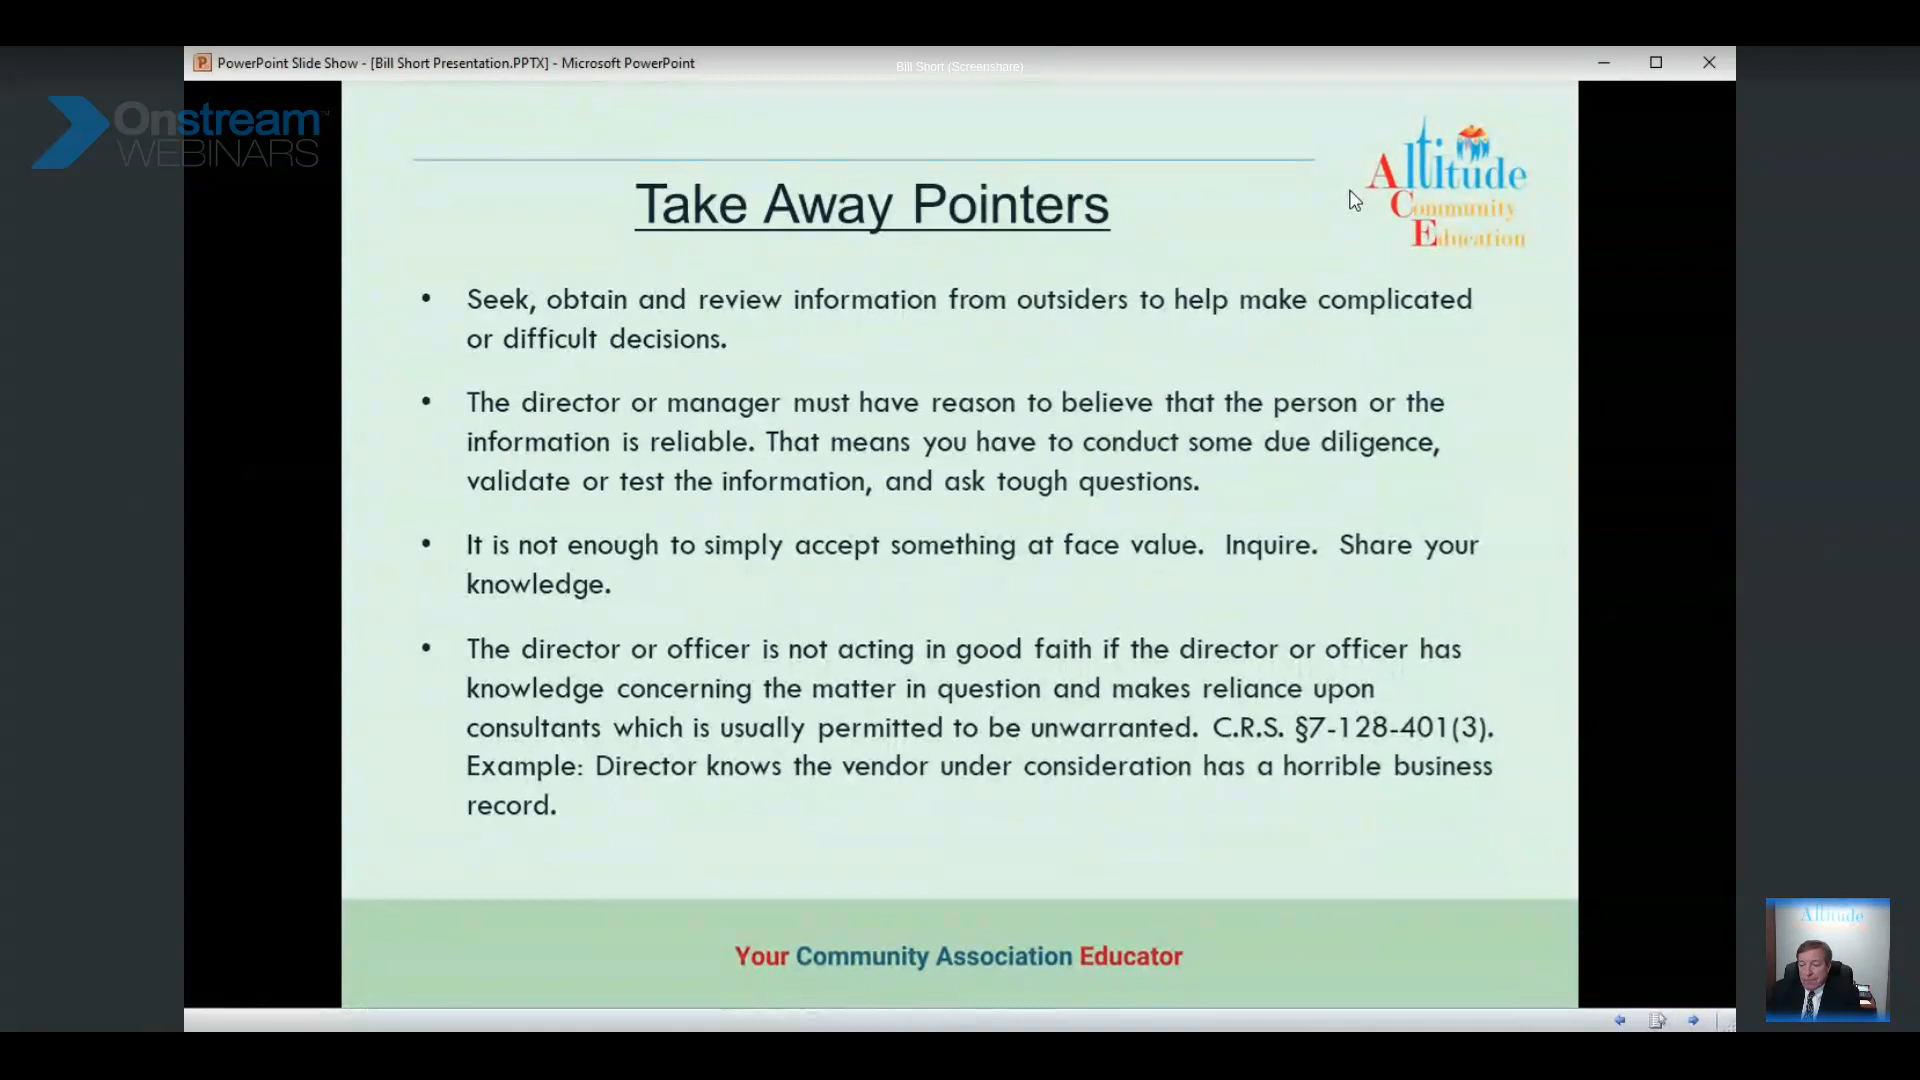 PowerPoint Slide Show - [Bill Short Presentation.PPTX] - Microsoft PowerPoint
Bill Short (Screenshare)
Onstream™
WEBINARS
Altitude
Community
Education
Take Away Pointers
• Seek, obtain and review information from outsiders to help make complicated
or difficult decisions.
• The director or manager must have reason to believe that the person or the
information is reliable. That means you have to conduct some due diligence,
validate or test the information, and ask tough questions.
• It is not enough to simply accept something at face value. Inquire. Share your
knowledge.
• The director or officer is not acting in good faith if the director or officer has
knowledge concerning the matter in question and makes reliance upon
consultants which is usually permitted to be unwarranted. C.R.S. §7-128-401(3).
Example: Director knows the vendor under consideration has a horrible business
record.
Your Community Association Educator
Altitude